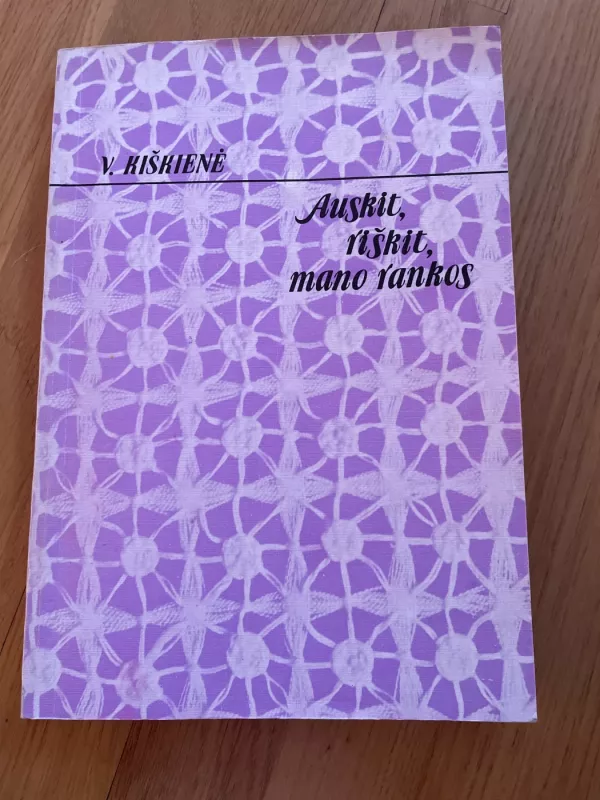 V. KIŠKIENĖ
Auskit,
riškit,
mano rankos